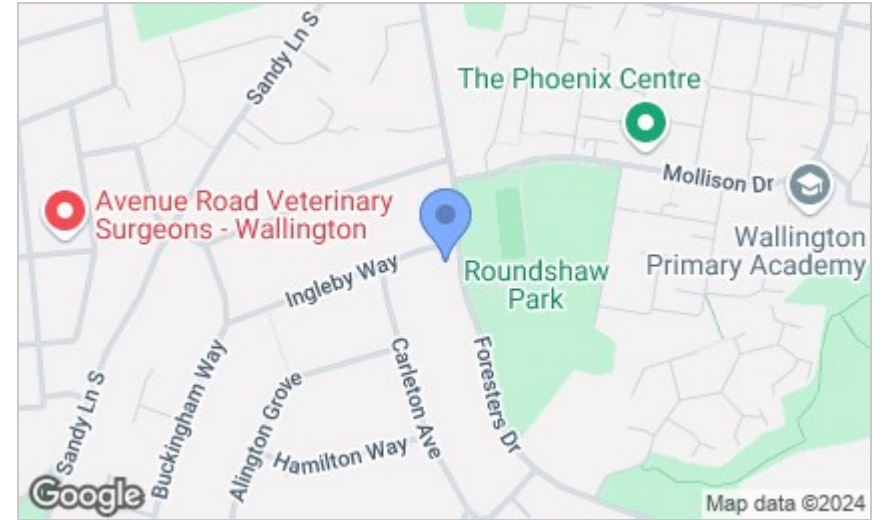 Sandy Ln S
The Phoenix Centre
Mollison Dr
Avenue Road Veterinary
Surgeons - Wallington
Wallington
Primary Academy
Roundshaw
Park
Ingleby Way
Foresters Dr
Carleton Ave
Buckingham Way
Alington Grove
Sandy Ln S
Hamilton Way
Google
Map data ©2024